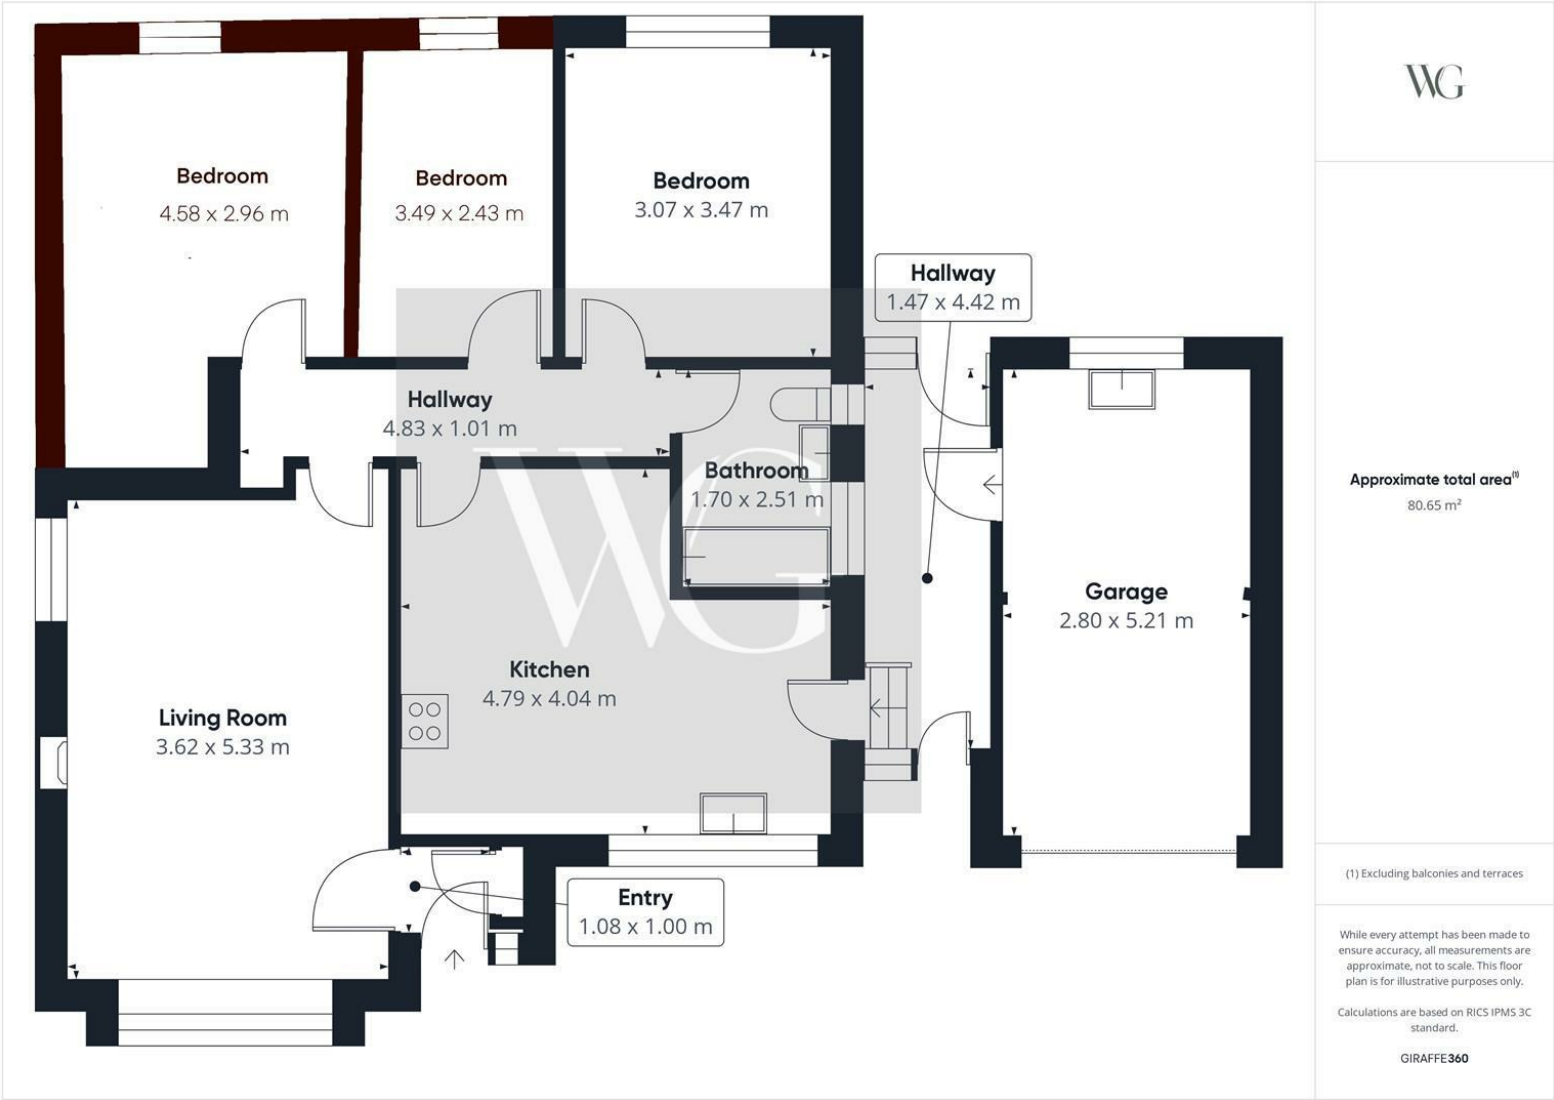 Bedroom
4.58 x 2.96 m
Bedroom
3.49 x 2.43 m
Bedroom
3.07 x 3.47 m
Hallway
1.47 x 4.42 m
Hallway
4.83 x 1.01 m
Bathroom
1.70 x 2.51 m
Garage
2.80 x 5.21 m
Kitchen
4.79 x 4.04 m
Living Room
3.62 x 5.33 m
Entry
1.08 x 1.00 m
WG
WG
Approximate total area(1)
80.65 m²
(1) Excluding balconies and terraces
While every attempt has been made to
ensure accuracy, all measurements are
approximate, not to scale. This floor
plan is for illustrative purposes only.
Calculations are based on RICS IPMS 3C
standard.
GIRAFFE360